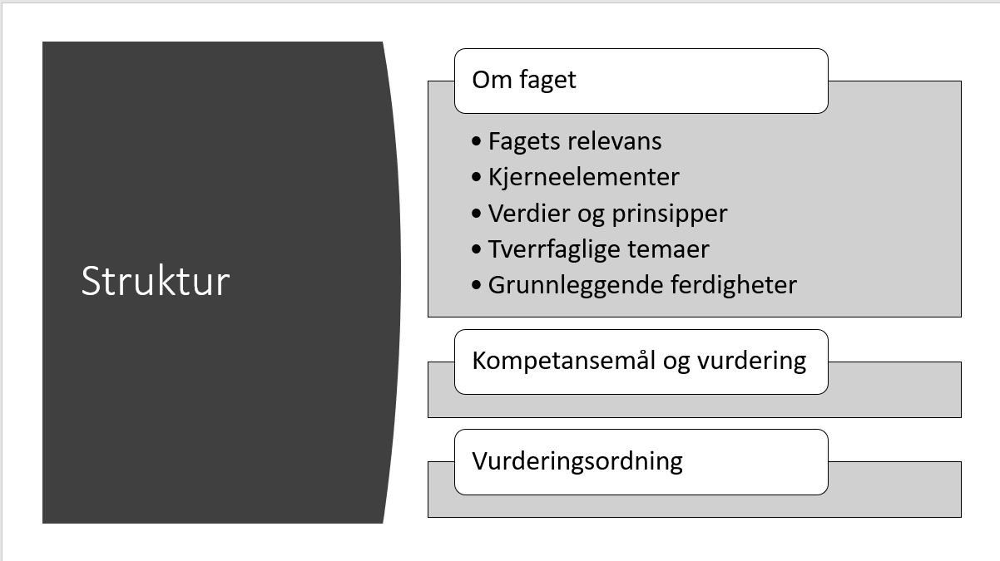 Struktur
Om faget
• Fagets relevans
• Kjerneelementer
• Verdier og prinsipper
• Tverrfaglige temaer
• Grunnleggende ferdigheter
Kompetansemål og vurdering
Vurderingsordning